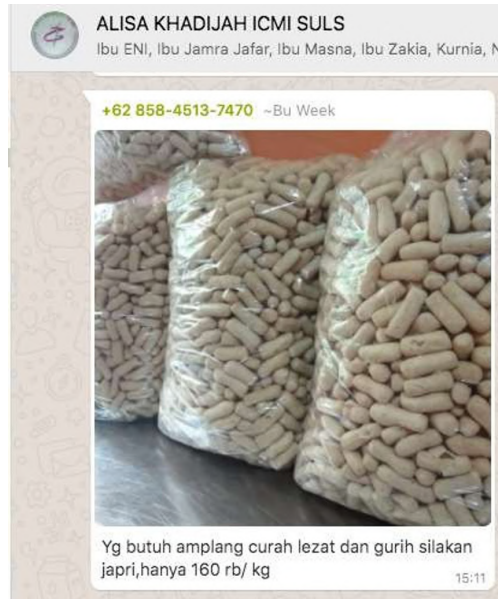 ALISA KHADIJAH ICMI SULS
Ibu ENI, Ibu Jamra Jafar, Ibu Masna, Ibu Zakia, Kurnia,
+62 858-4513-7470 ~Bu Week
Yg butuh amplang curah lezat dan gurih silakan
japri,hanya 160 rb/ kg
15:11